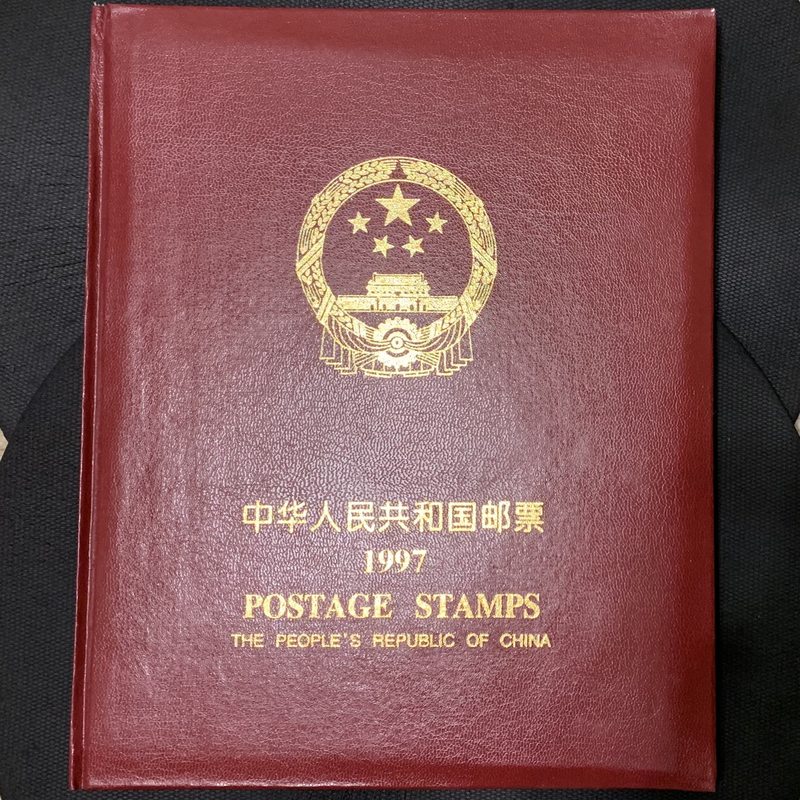 中华人民共和国邮票
1997
POSTAGE STAMPS
THE PEOPLE'S REPUBLIC OF CHINA